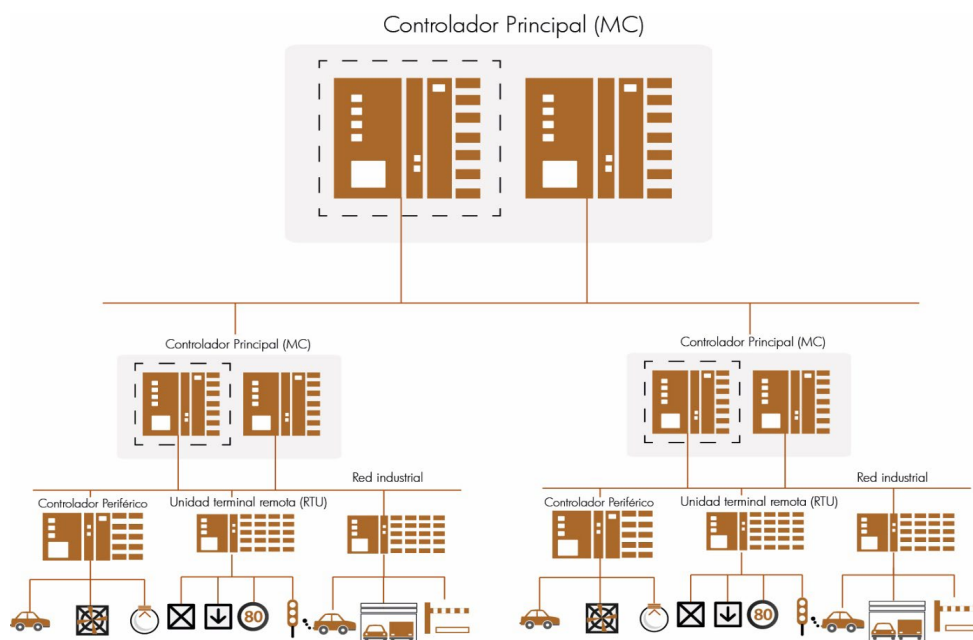 Controlador Principal (MC)
Controlador Principal (MC)
Controlador Principal (MC)
Red industrial
Controlador Periférico
Unidad terminal remota (RTU)
Red industrial
Controlador Periférico
Unidad terminal remota (RTU)
80
80